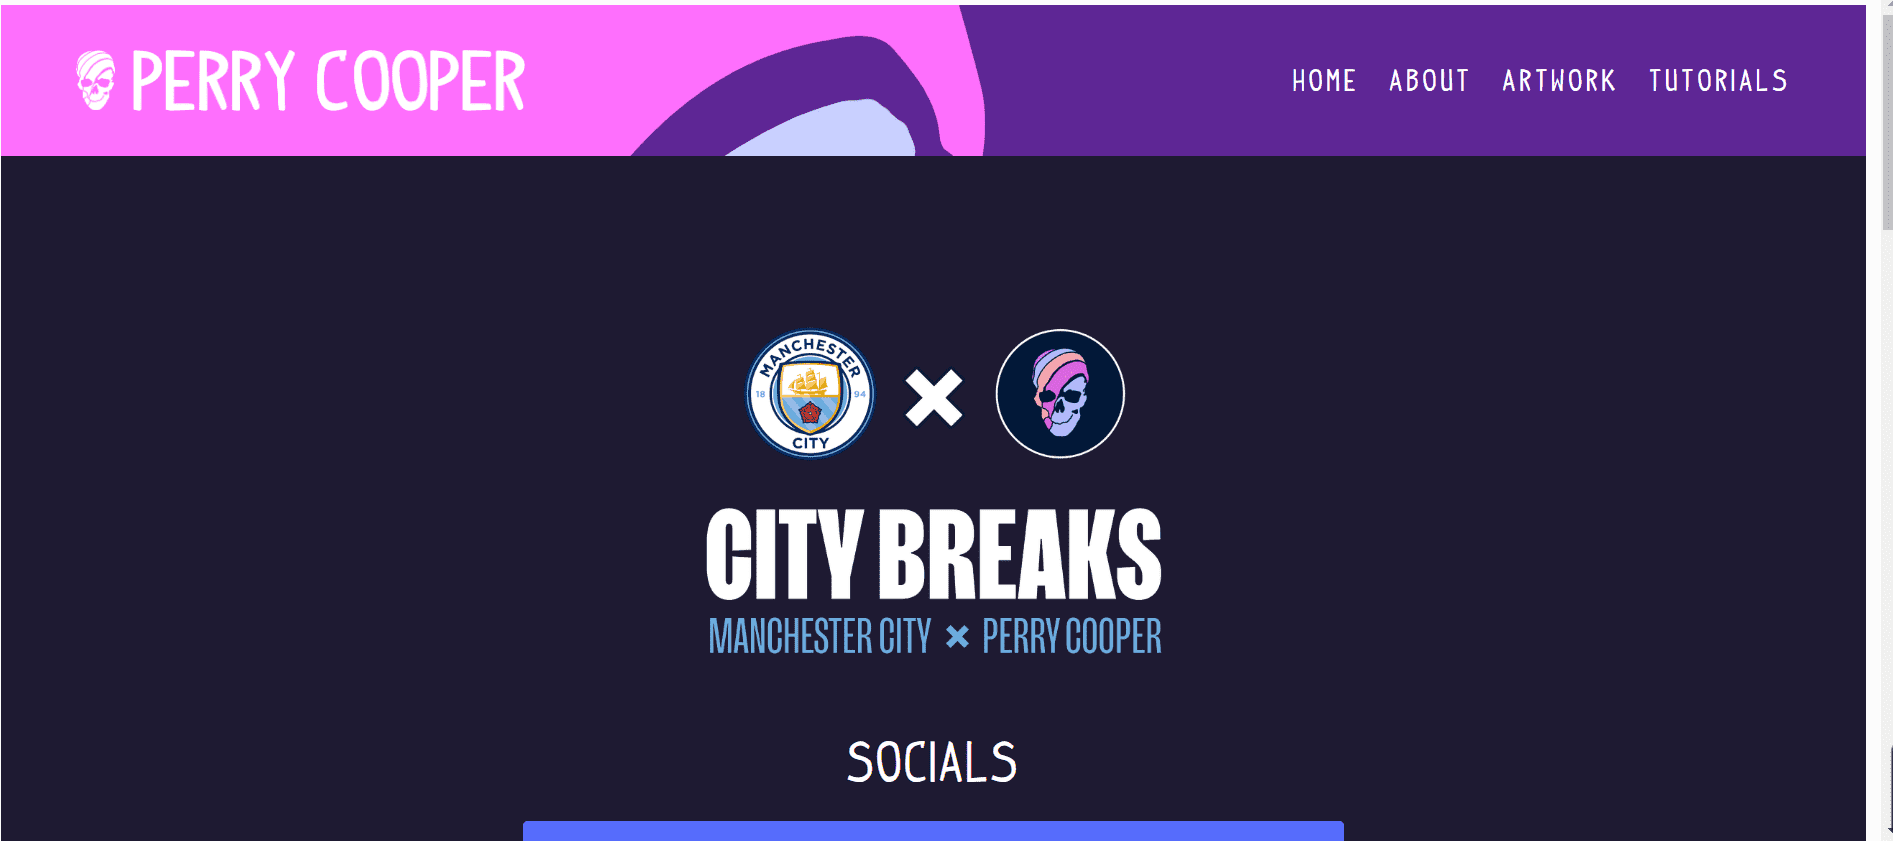 PERRY COOPER
HOME ABOUT ARTWORK TUTORIALS
MANCHESTER
18 94
CITY
CITY BREAKS
MANCHESTER CITY × PERRY COOPER
SOCIALS